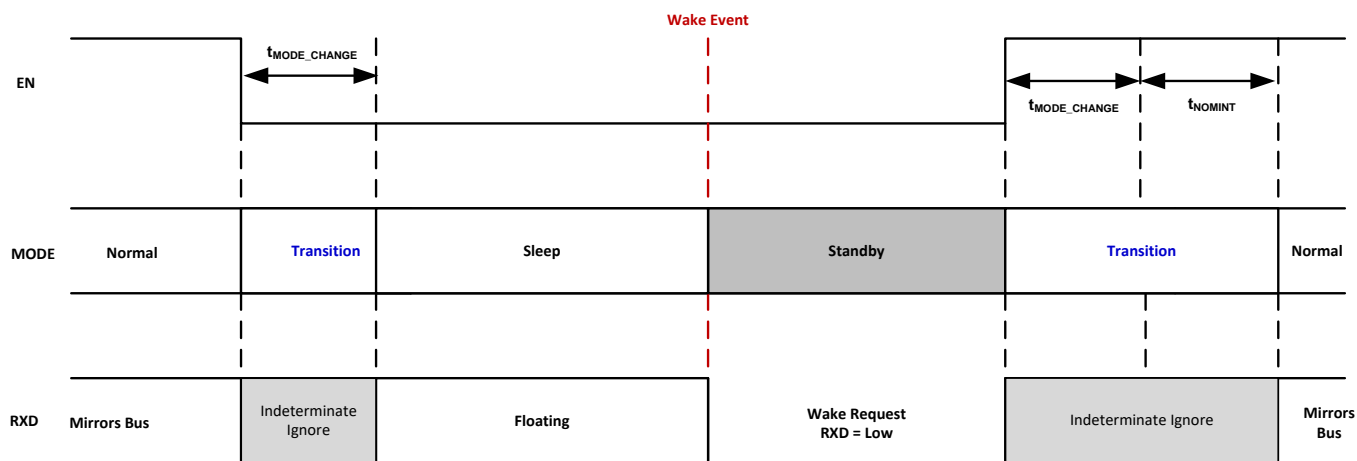 Wake Event
tMODE_CHANGE
EN
tMODE_CHANGE
tNOMINT
MODE
Normal
Transition
Sleep
Standby
Transition
Normal
RXD
Mirrors Bus
Indeterminate
Ignore
Floating
Wake Request
RXD = Low
Indeterminate Ignore
Mirrors
Bus